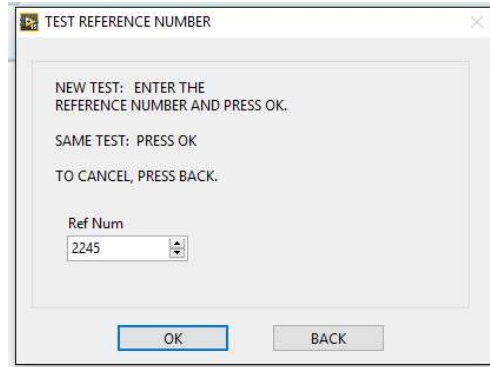 TEST REFERENCE NUMBER
NEW TEST: ENTER THE
REFERENCE NUMBER AND PRESS OK.
SAME TEST: PRESS OK
TO CANCEL, PRESS BACK.
Ref Num
2245
OK
BACK